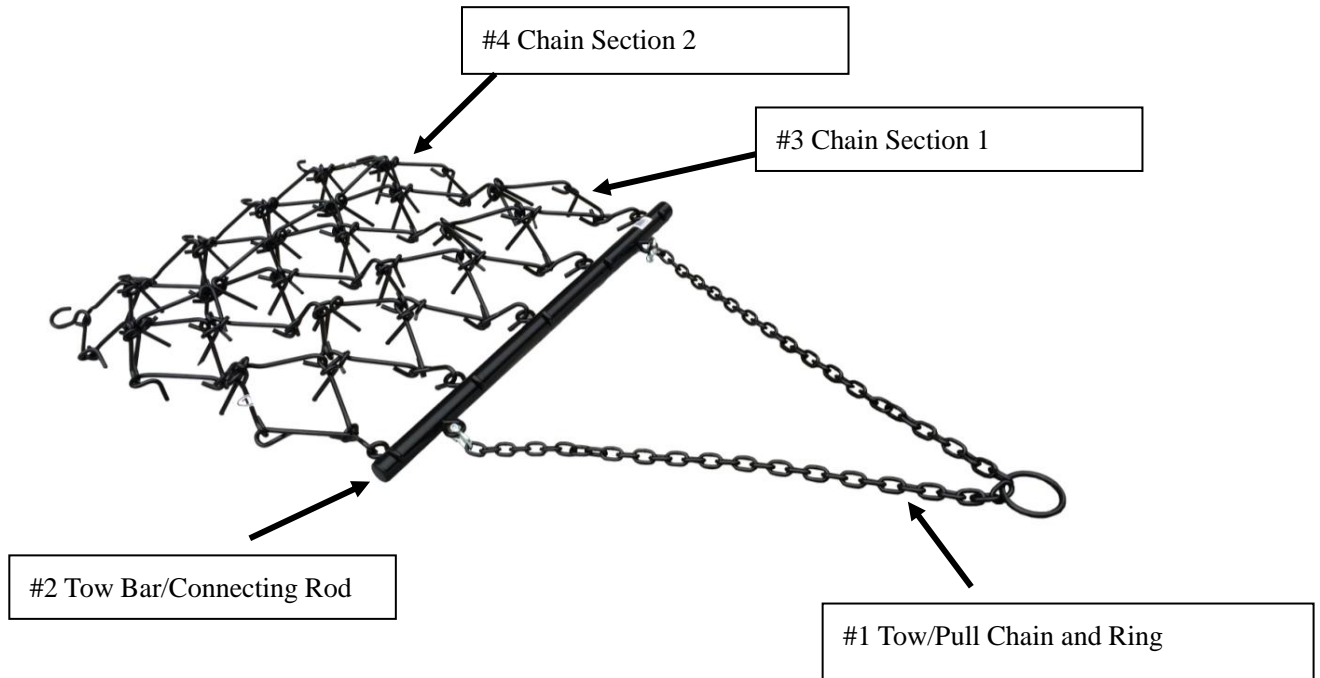 #4 Chain Section 2
#3 Chain Section 1
#2 Tow Bar/Connecting Rod
#1 Tow/Pull Chain and Ring